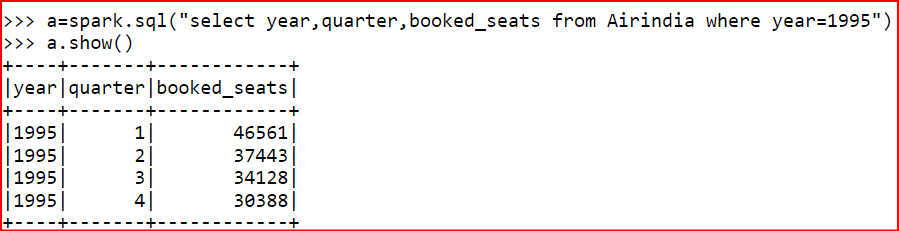 >>> a=spark.sql("select year,quarter,booked_seats from Airindia where year=1995")
>>> a.show()
+----+-------+------------+
|year|quarter|booked_seats|
+----+-------+------------+
|1995|      1|       46561|
|1995|      2|       37443|
|1995|      3|       34128|
|1995|      4|       30388|
+----+-------+------------+